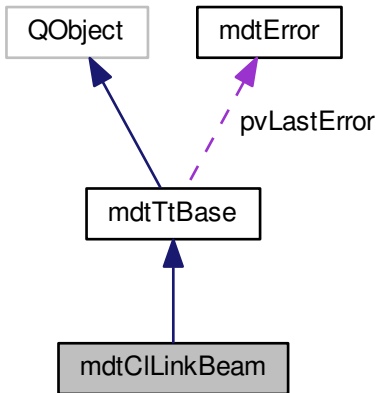 QObject
mdtError
pvLastError
mdtTtBase
mdtClLinkBeam